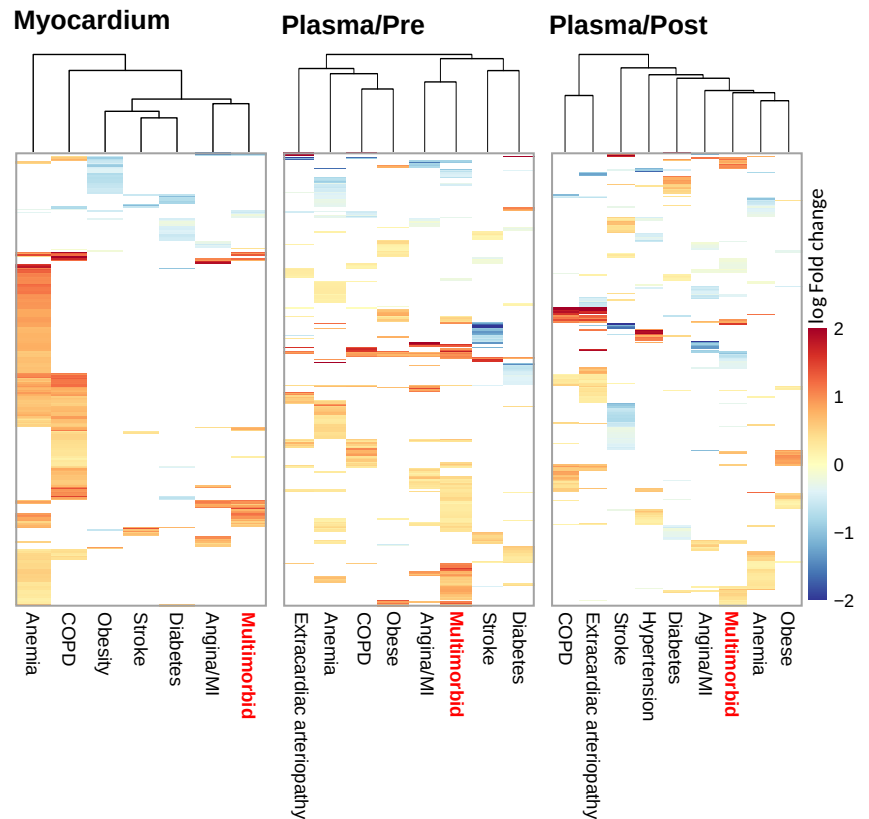 Myocardium
Plasma/Pre
Plasma/Post
log Fold change
2
1
0
−1
−2
Anemia
COPD
Obesity
Stroke
Diabetes
Angina/MI
Multimorbid
Extracardiac arteriopathy
Anemia
COPD
Obese
Angina/MI
Multimorbid
Stroke
Diabetes
COPD
Extracardiac arteriopathy
Stroke
Hypertension
Diabetes
Angina/MI
Multimorbid
Anemia
Obese